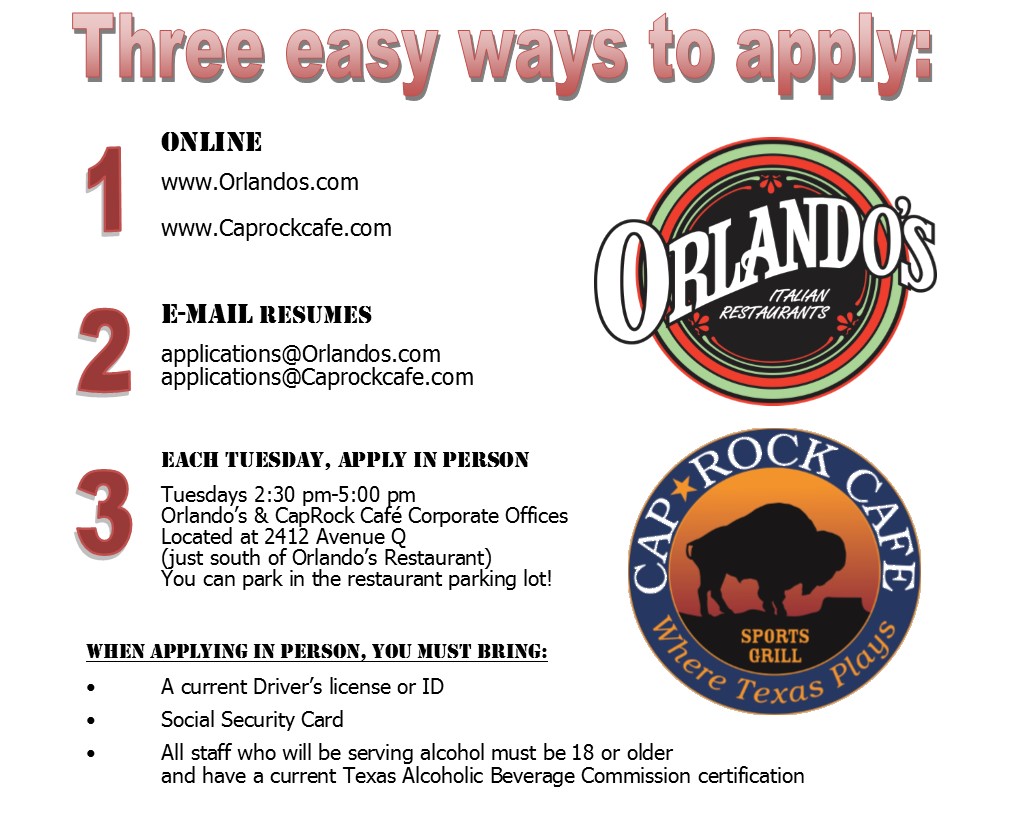 Three easy ways to apply:
1
ONLINE
www.Orlandos.com
www.Caprockcafe.com
2
E-MAIL RESUMES
applications@Orlandos.com
applications@Caprockcafe.com
3
EACH TUESDAY, APPLY IN PERSON
Tuesdays 2:30 pm-5:00 pm
Orlando’s & CapRock Café Corporate Offices
Located at 2412 Avenue Q
(just south of Orlando’s Restaurant)
You can park in the restaurant parking lot!
ORLANDO'S
ITALIAN
RESTAURANTS
CAP ROCK CAFE
SPORTS
GRILL
Where Texas Plays
WHEN APPLYING IN PERSON, YOU MUST BRING:
• A current Driver’s license or ID
• Social Security Card
• All staff who will be serving alcohol must be 18 or older
and have a current Texas Alcoholic Beverage Commission certification